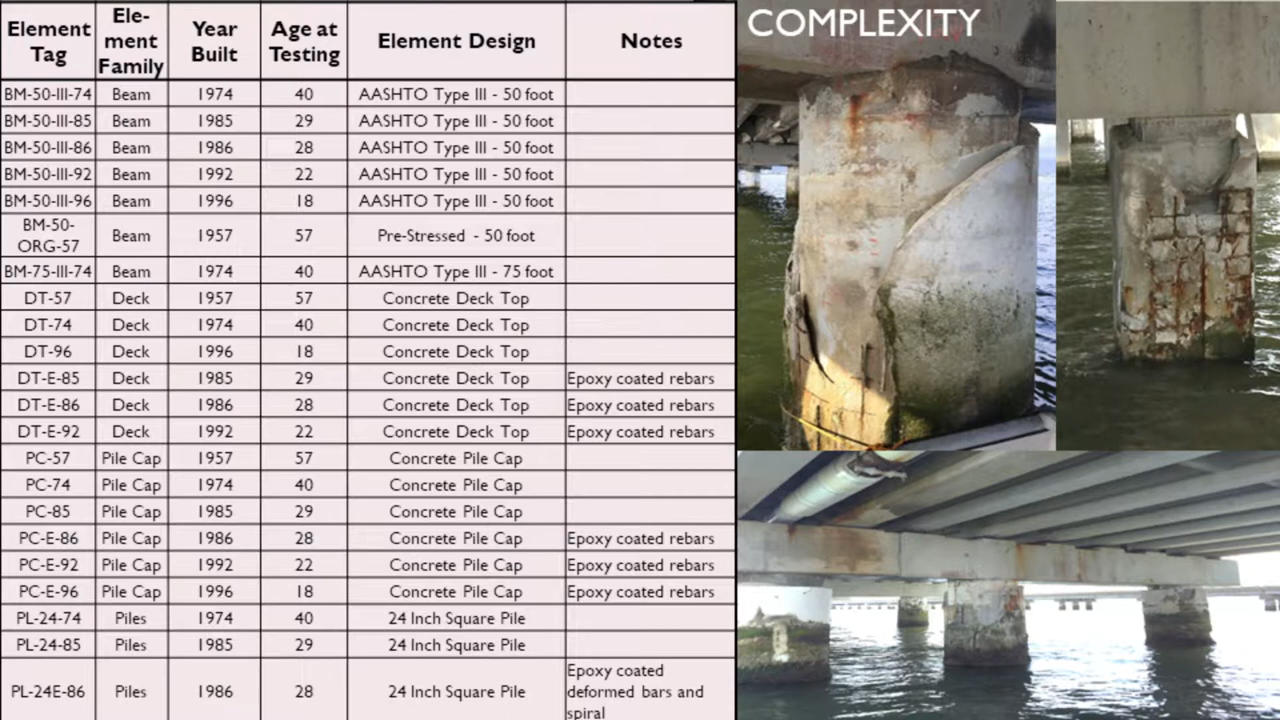 Element Tag Ele-ment Family Year Built Age at Testing Element Design Notes
BM-50-III-74 Beam 1974 40 AASHTO Type III - 50 foot
BM-50-III-85 Beam 1985 29 AASHTO Type III - 50 foot
BM-50-III-86 Beam 1986 28 AASHTO Type III - 50 foot
BM-50-III-92 Beam 1992 22 AASHTO Type III - 50 foot
BM-50-III-96 Beam 1996 18 AASHTO Type III - 50 foot
BM-50-ORG-57 Beam 1957 57 Pre-Stressed - 50 foot
BM-75-III-74 Beam 1974 40 AASHTO Type III - 75 foot
DT-57 Deck 1957 57 Concrete Deck Top
DT-74 Deck 1974 40 Concrete Deck Top
DT-96 Deck 1996 18 Concrete Deck Top
DT-E-85 Deck 1985 29 Concrete Deck Top Epoxy coated rebars
DT-E-86 Deck 1986 28 Concrete Deck Top Epoxy coated rebars
DT-E-92 Deck 1992 22 Concrete Deck Top Epoxy coated rebars
PC-57 Pile Cap 1957 57 Concrete Pile Cap
PC-74 Pile Cap 1974 40 Concrete Pile Cap
PC-85 Pile Cap 1985 29 Concrete Pile Cap
PC-E-86 Pile Cap 1986 28 Concrete Pile Cap Epoxy coated rebars
PC-E-92 Pile Cap 1992 22 Concrete Pile Cap Epoxy coated rebars
PC-E-96 Pile Cap 1996 18 Concrete Pile Cap Epoxy coated rebars
PL-24-74 Piles 1974 40 24 Inch Square Pile
PL-24-85 Piles 1985 29 24 Inch Square Pile
PL-24E-86 Piles 1986 28 24 Inch Square Pile Epoxy coated deformed bars and spiral
COMPLEXITY